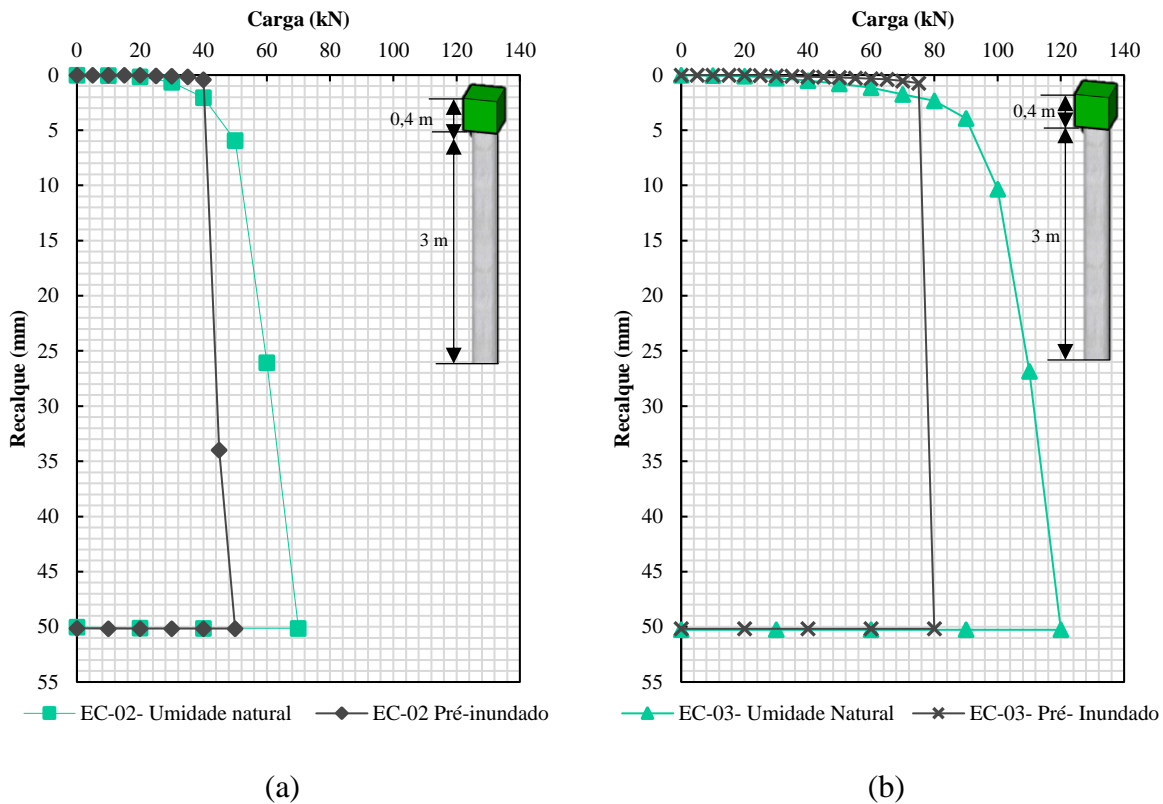 Carga (kN)
0 20 40 60 80 100 120 140
0
5
10
15
20
25
30
35
40
45
50
55
Recalque (mm)
0,4 m
3 m
EC-02- Umidade natural EC-02 Pré-inundado
(a)
Carga (kN)
0 20 40 60 80 100 120 140
0
5
10
15
20
25
30
35
40
45
50
55
Recalque (mm)
0,4 m
3 m
EC-03- Umidade Natural EC-03- Pré- Inundado
(b)